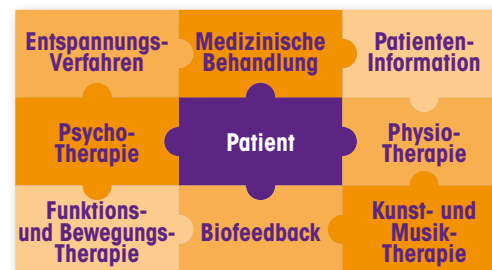 Entspannungs-
Verfahren
Medizinische
Behandlung
Patienten-
Information
Psycho-
Therapie
Patient
Physio-
Therapie
Funktions-
und Bewegungs-
Therapie
Biofeedback
Kunst- und
Musik-
Therapie